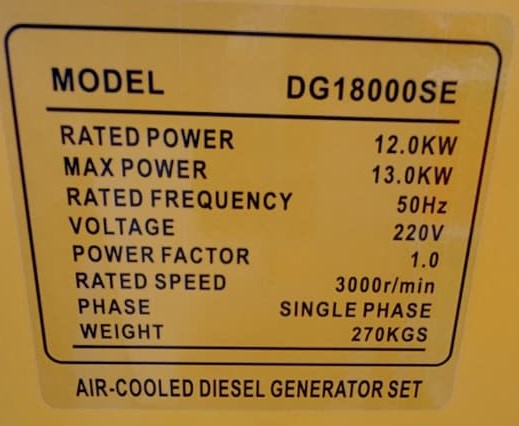 MODEL DG18000SE
RATED POWER 12.0KW
MAX POWER 13.0KW
RATED FREQUENCY 50Hz
VOLTAGE 220V
POWER FACTOR 1.0
RATED SPEED 3000r/min
PHASE SINGLE PHASE
WEIGHT 270KGS
AIR-COOLED DIESEL GENERATOR SET